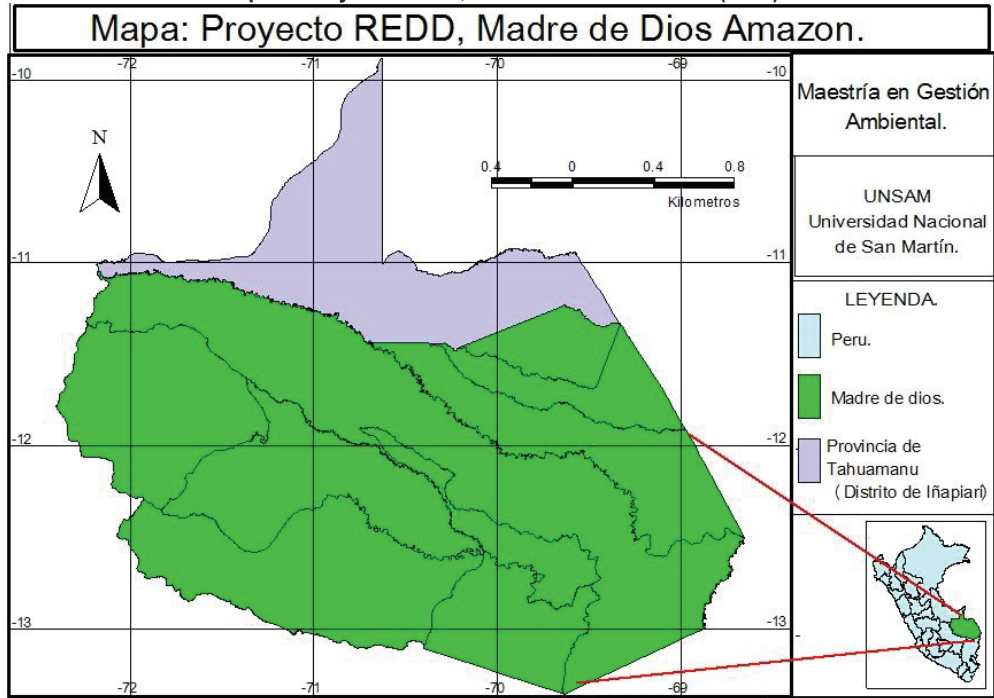 Mapa: Proyecto REDD, Madre de Dios Amazon.
-72 -71 -70 -69
-10 -10
N
0.4 0 0.4 0.8
Kilometros
-11 -11
-12 -12
-13 -13
-72 -71 -70 -69
Maestría en Gestión
Ambiental.
UNSAM
Universidad Nacional
de San Martín.
LEYENDA.
Peru.
Madre de dios.
Provincia de
Tahuamanu
( Distrito de Iñapiari)